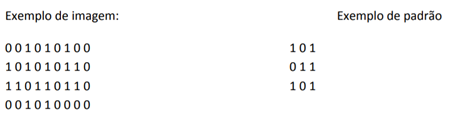 Exemplo de imagem: Exemplo de padrão
0 0 1 0 1 0 1 0 0 1 0 1
1 0 1 0 1 0 1 1 0 0 1 1
1 1 0 1 1 0 1 1 0 1 0 1
0 0 1 0 1 0 0 0 0